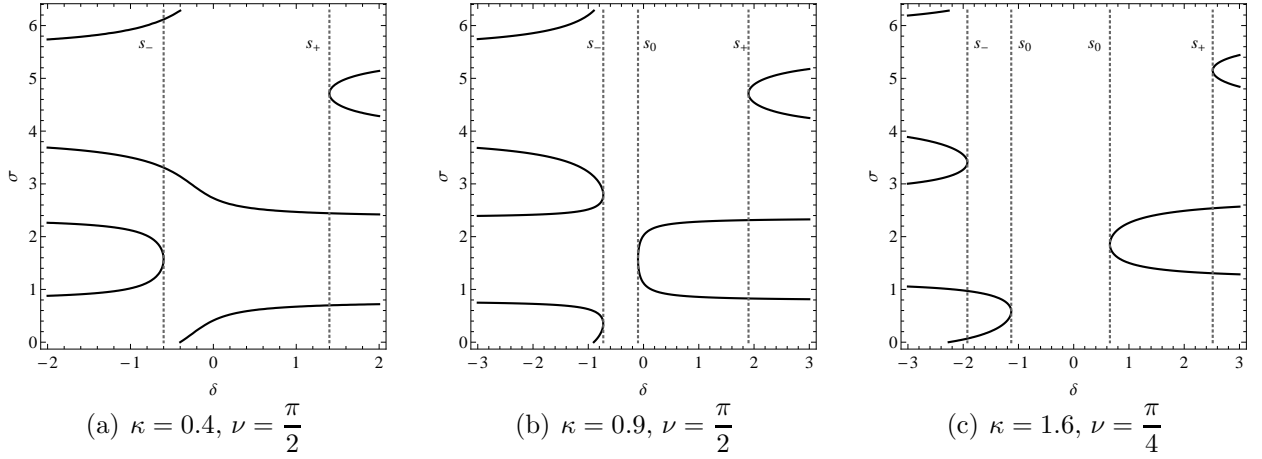 6
5
4
3
2
1
0
σ
s₋
s₊
−2
−1
0
1
2
δ
(a) κ = 0.4, ν = π/2
6
5
4
3
2
1
0
σ
s₋
s₀
s₊
−3
−2
−1
0
1
2
3
δ
(b) κ = 0.9, ν = π/2
6
5
4
3
2
1
0
σ
s₋
s₀
s₀
s₊
−3
−2
−1
0
1
2
3
δ
(c) κ = 1.6, ν = π/4